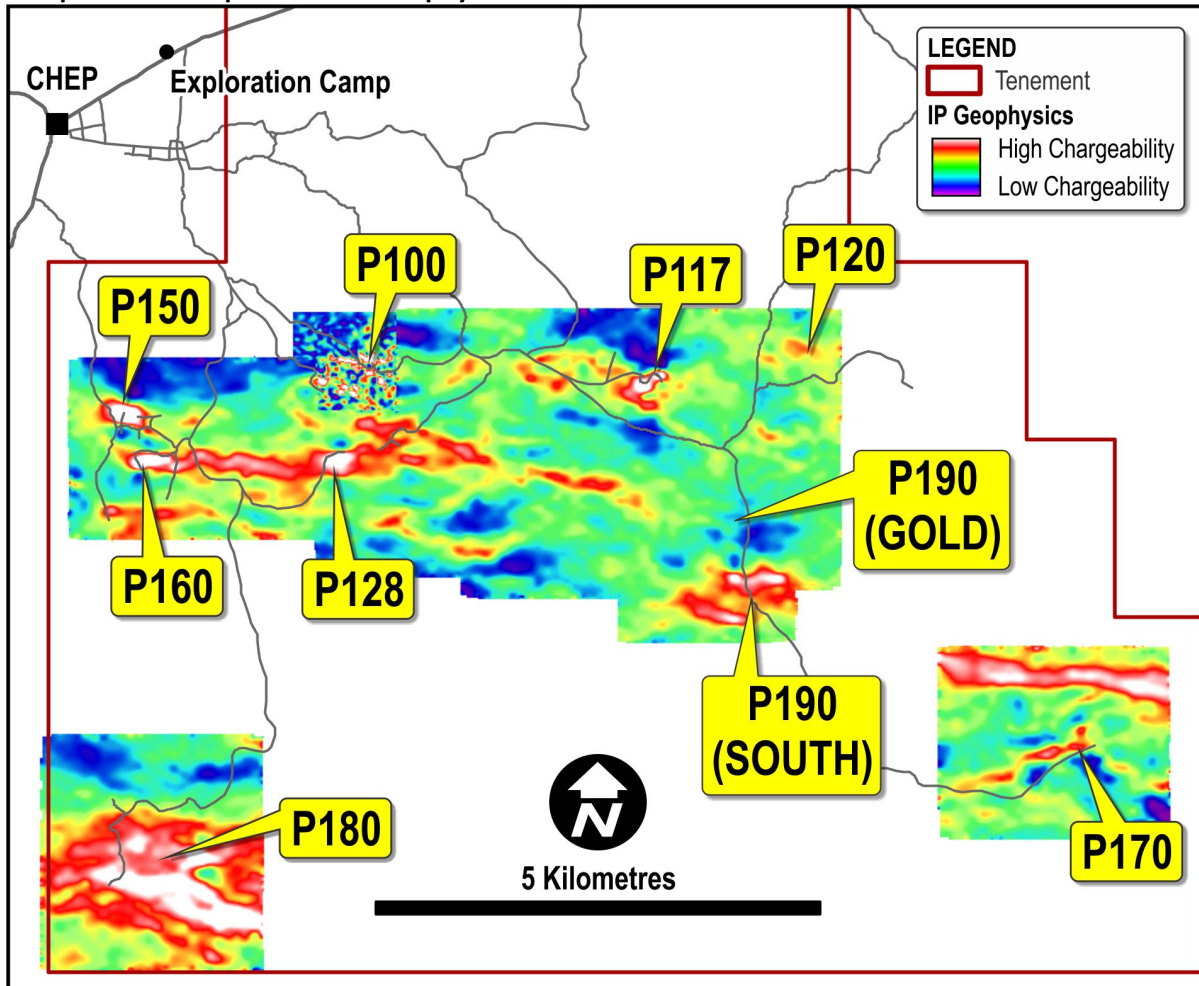 CHEP
Exploration Camp
LEGEND
Tenement
IP Geophysics
High Chargeability
Low Chargeability
P100
P117
P120
P150
P190
(GOLD)
P160
P128
P190
(SOUTH)
P180
N
5 Kilometres
P170